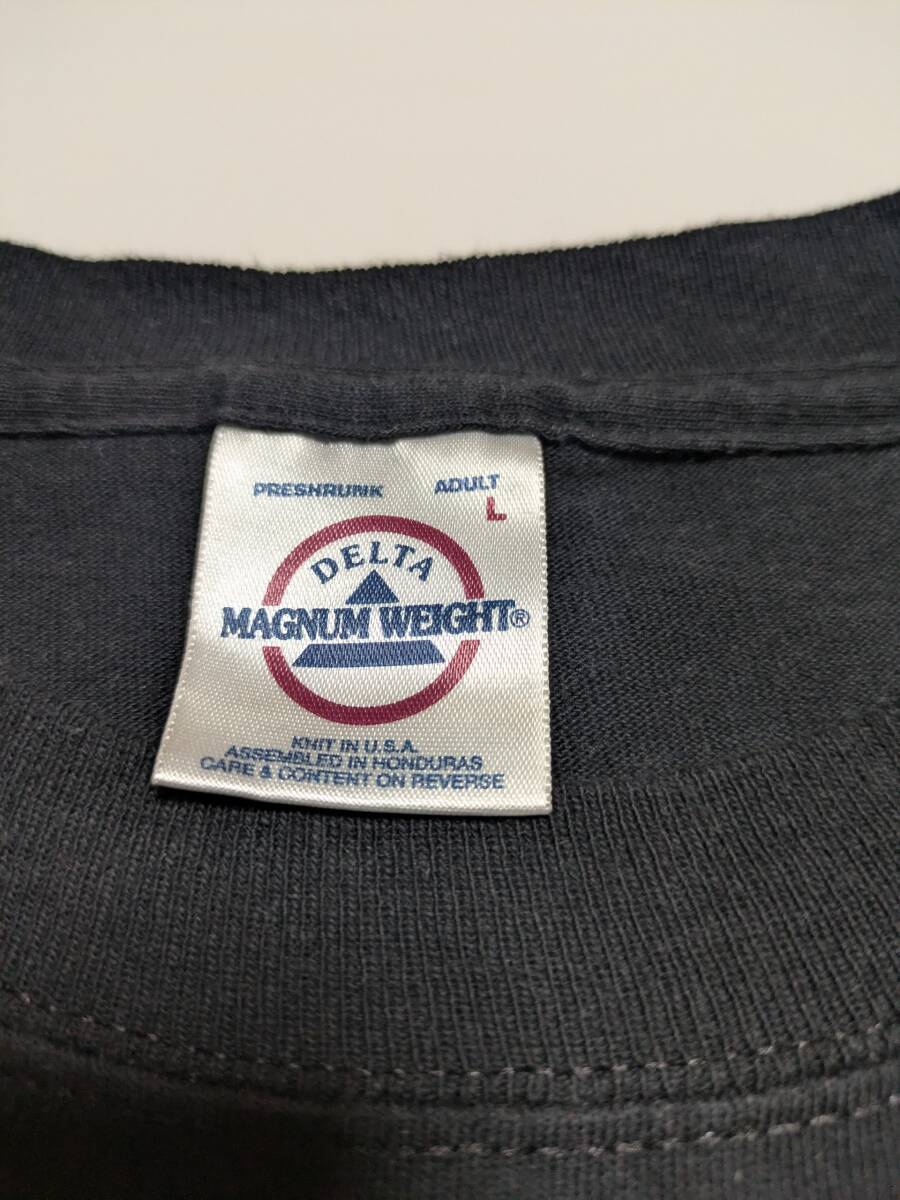 PRESHRUNK ADULT
L
DELTA
MAGNUM WEIGHT®
KNIT IN U.S.A.
ASSEMBLED IN HONDURAS
CARE & CONTENT ON REVERSE